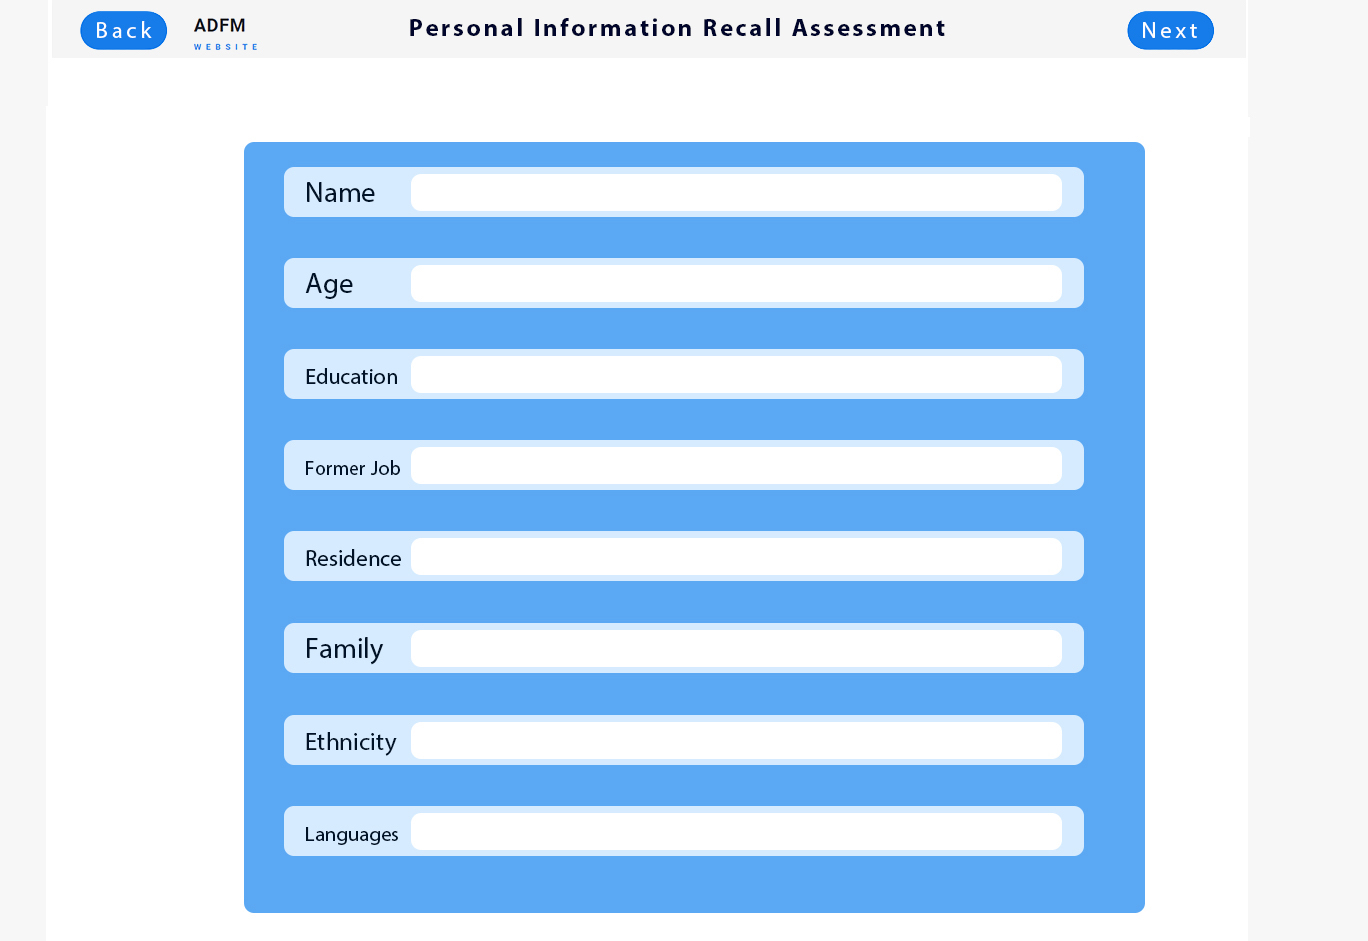 Back
ADFM
WEBSITE
Personal Information Recall Assessment
Next
Name
Age
Education
Former Job
Residence
Family
Ethnicity
Languages